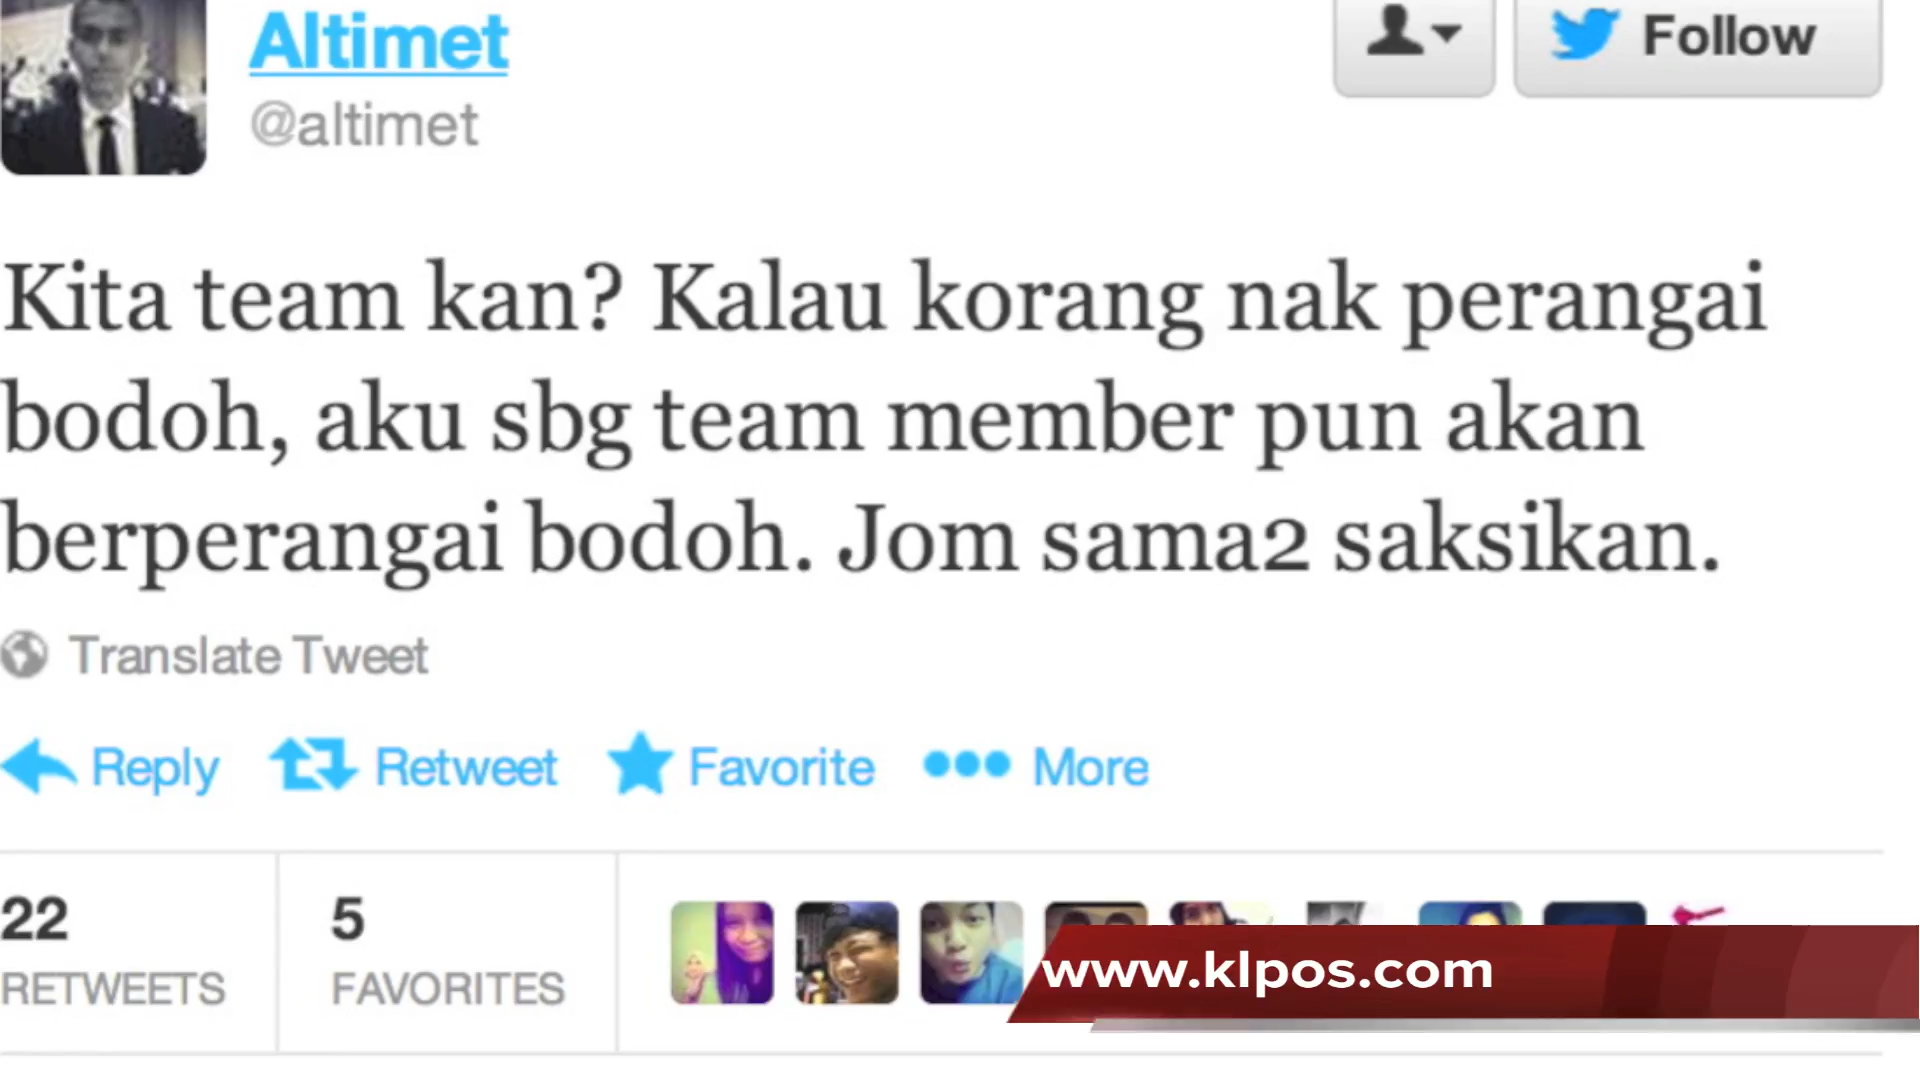 Altimet
@altimet
Follow
Kita team kan? Kalau korang nak perangai
bodoh, aku sbg team member pun akan
berperangai bodoh. Jom sama2 saksikan.
Translate Tweet
Reply Retweet Favorite More
22 5
RETWEETS FAVORITES
www.klpos.com